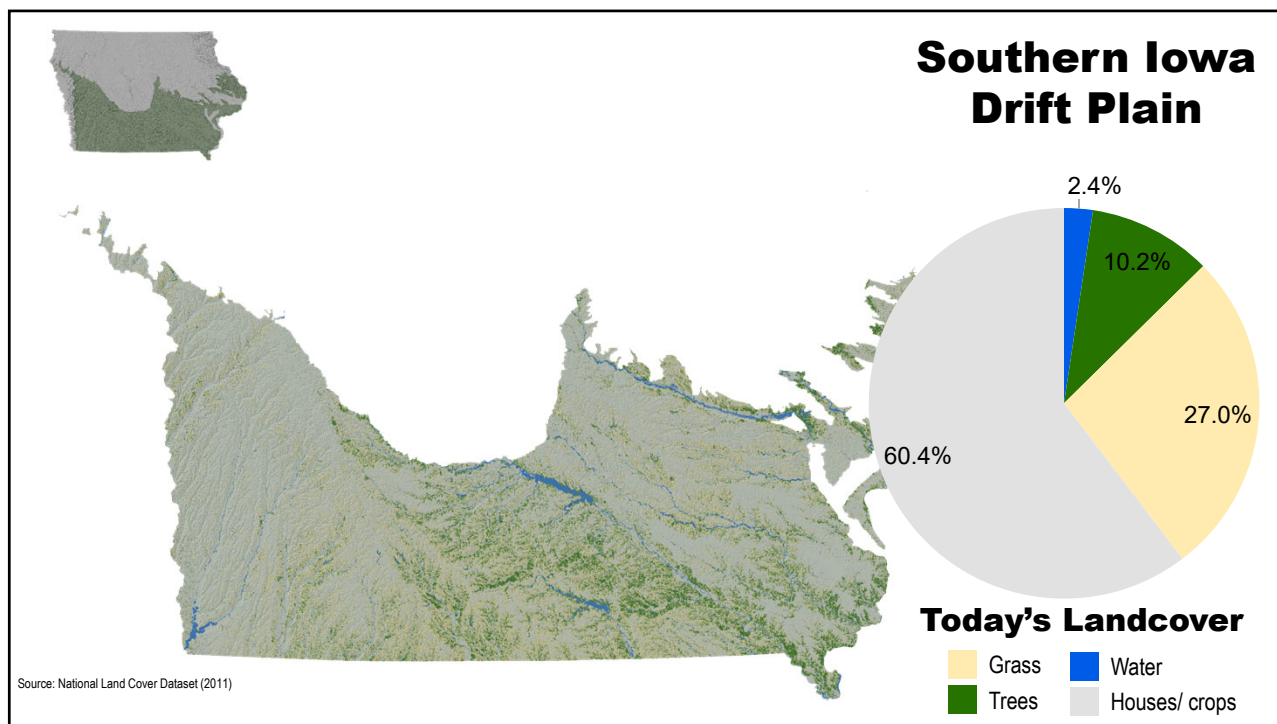 Southern Iowa
Drift Plain
2.4%
10.2%
27.0%
60.4%
Today’s Landcover
Grass
Water
Trees
Houses/ crops
Source: National Land Cover Dataset (2011)